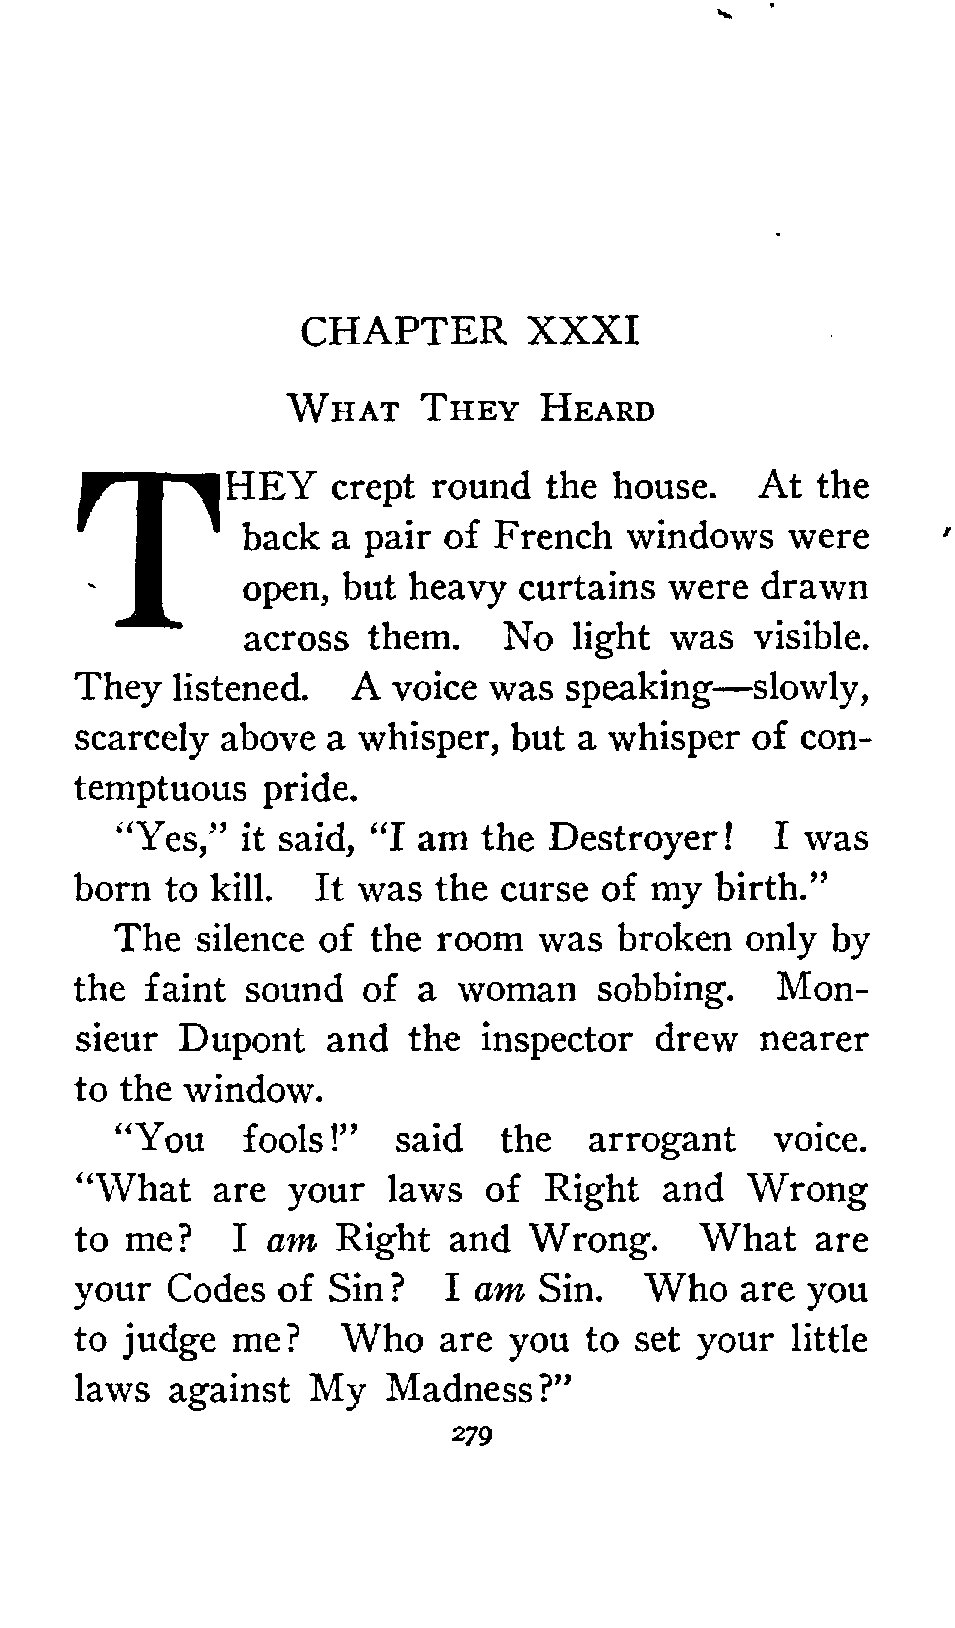 CHAPTER XXXI
WHAT THEY HEARD
THEY crept round the house. At the
back a pair of French windows were
open, but heavy curtains were drawn
across them. No light was visible.
They listened. A voice was speaking—slowly,
scarcely above a whisper, but a whisper of con-
temptuous pride.
"Yes," it said, "I am the Destroyer! I was
born to kill. It was the curse of my birth."
The silence of the room was broken only by
the faint sound of a woman sobbing. Mon-
sieur Dupont and the inspector drew nearer
to the window.
"You fools!" said the arrogant voice.
"What are your laws of Right and Wrong
to me? I am Right and Wrong. What are
your Codes of Sin? I am Sin. Who are you
to judge me? Who are you to set your little
laws against My Madness?"
279